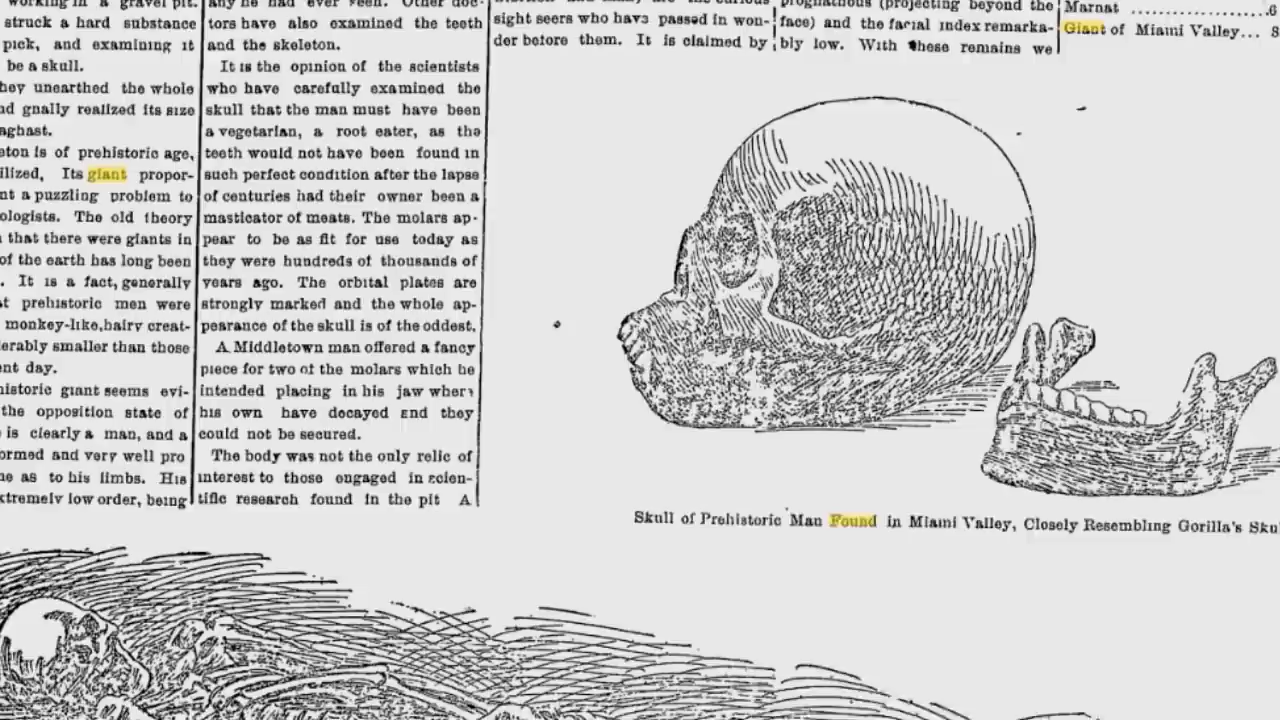 working in a gravel pit.
struck a hard substance
pick, and examining it
be a skull.
hey unearthed the whole
nd gnally realized its size
aghast.
eton is of prehistoric age,
ilized, Its giant propor-
nt a puzzling problem to
ologists. The old theory
that there were giants in
of the earth has long been
. It is a fact, generally
t prehistoric men were
monkey-like,hairy creat-
erably smaller than those
nt day.
historic giant seems evi-
the opposition state of
is clearly a man, and a
ormed and very well pro
ne as to his limbs. His
xtremely low order, being
any he had ever seen. Other doc-
tors have also examined the teeth
and the skeleton.
It is the opinion of the scientists
who have carefully examined the
skull that the man must have been
a vegetarian, a root eater, as the
teeth would not have been found in
such perfect condition after the lapse
of centuries had their owner been a
masticator of meats. The molars ap-
pear to be as fit for use today as
they were hundreds of thousands of
years ago. The orbital plates are
strongly marked and the whole ap-
pearance of the skull is of the oddest.
A Middletown man offered a fancy
piece for two of the molars which he
intended placing in his jaw where
his own have decayed and they
could not be secured.
The body was not the only relic of
interest to those engaged in scien-
tific research found in the pit A
sight seers who have passed in won-
der before them. It is claimed by
prognathous (projecting beyond the
face) and the facial index remarka-
bly low. With these remains we
Marnat ....................6
Giant of Miami Valley... 8
Skull of Prehistoric Man Found in Miami Valley, Closely Resembling Gorilla's Sku